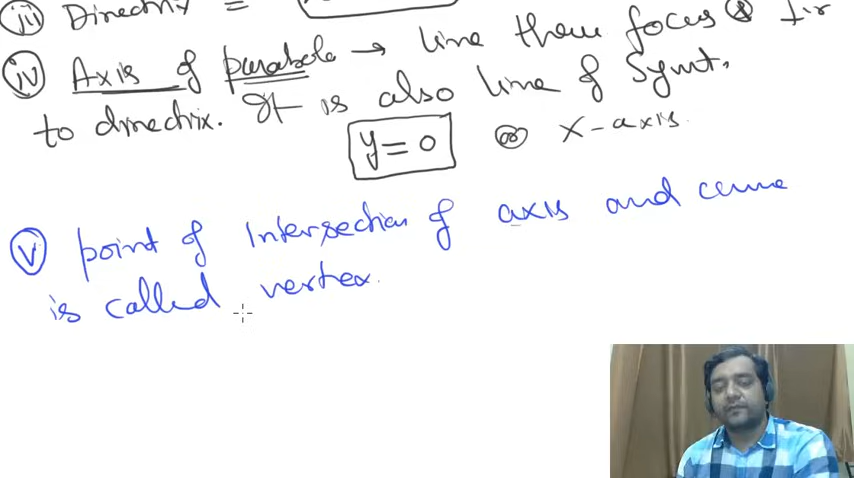 (iii) Directrix =
(iv) Axis of parabola → line thru focus & Lir
to directrix. It is also line of Symt.
y = 0 or X-axis.
(v) point of Intersection of axis and curve
is called vertex.